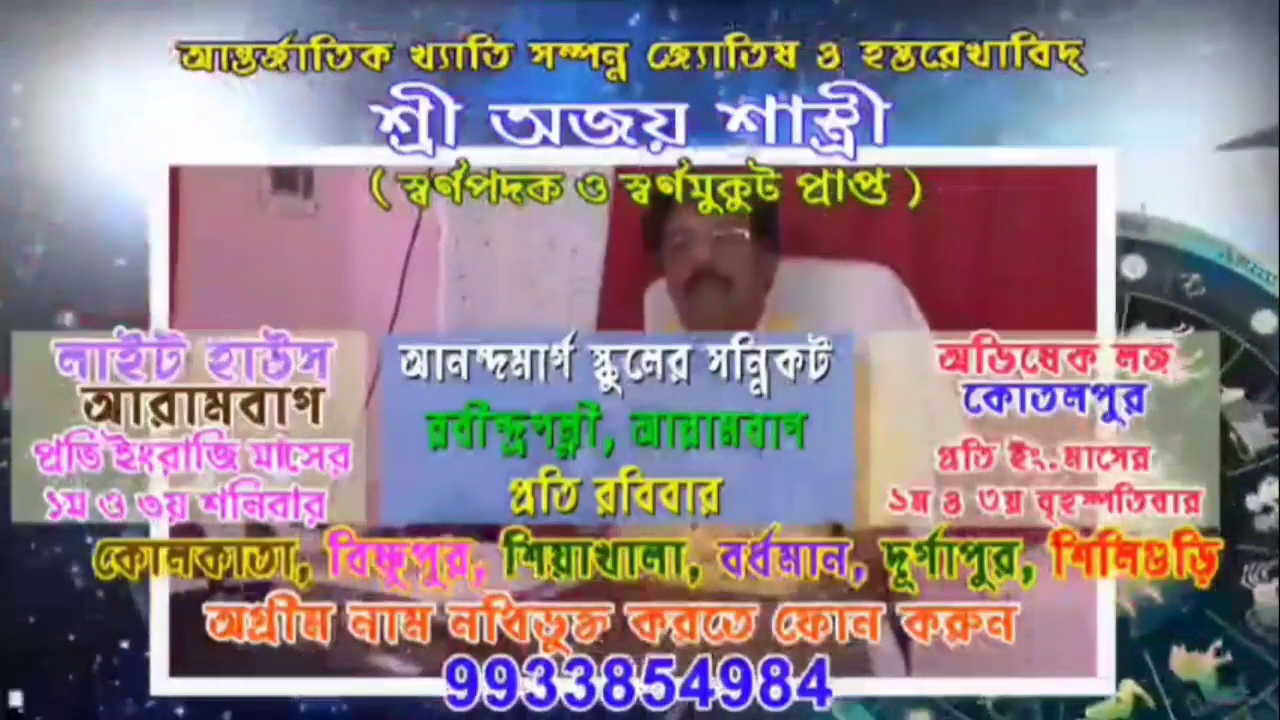 আন্তর্জাতিক খ্যাতি সম্পন্ন জ্যোতিষ ও হস্তরেখাবিদ
শ্রী অজয় শাস্ত্রী
( স্বর্ণপদক ও স্বর্ণমুকুট প্রাপ্ত )
লাইট হাউস
আরামবাগ
প্রতি ইংরাজি মাসের
১ম ও ৩য় শনিবার
আনন্দমার্গ স্কুলের সন্নিকট
রবীন্দ্রপল্লী, আরামবাগ
প্রতি রবিবার
অভিষেক লজ
কোতলপুর
প্রতি ইং.মাসের
১ম ও ৩য় বৃহস্পতিবার
কোলকাতা, বিষ্ণুপুর, শিয়াখালা, বর্ধমান, দূর্গাপুর, শিলিগুড়ি
অগ্রীম নাম নথিভুক্ত করতে ফোন করুন
9933854984